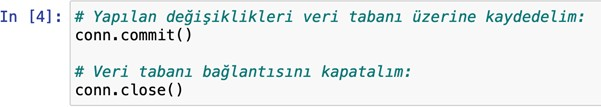 In [4]: # Yapılan değişiklikleri veri tabanı üzerine kaydedelim:
conn.commit()
# Veri tabanı bağlantısını kapatalım:
conn.close()